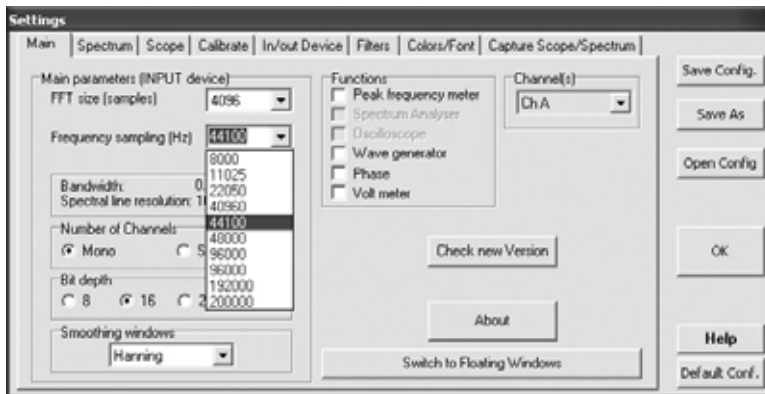 Settings
Main Spectrum Scope Calibrate In/out Device Filters Colors/Font Capture Scope/Spectrum
Main parameters (INPUT device)
FFT size (samples) 4096
Frequency sampling (Hz) 44100
8000
11025
22050
40960
44100
48000
96000
96000
192000
200000
Bandwidth: 0,
Spectral line resolution:
Number of Channels
Mono S
Bit depth
8 16 2
Smoothing windows
Hanning
Functions
Peak frequency meter
Spectrum Analyser
Oscilloscope
Wave generator
Phase
Volt meter
Channel(s)
Ch A
Check new Version
About
Switch to Floating Windows
Save Config.
Save As
Open Config
OK
Help
Default Conf.